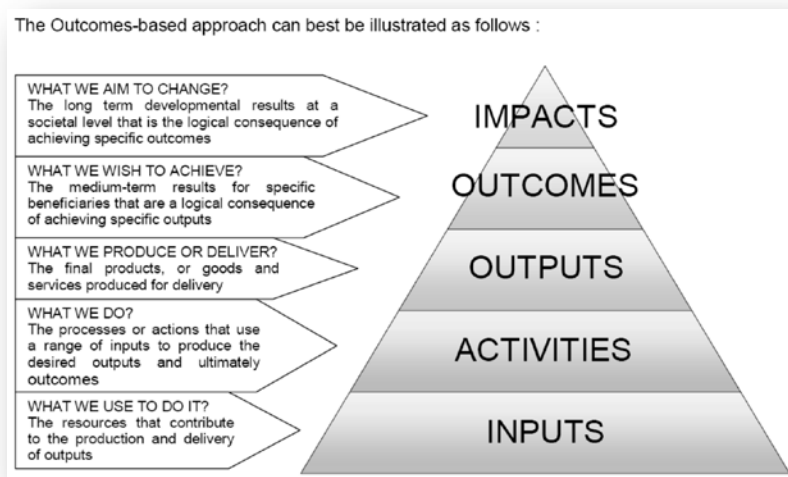 The Outcomes-based approach can best be illustrated as follows :
WHAT WE AIM TO CHANGE?
The long term developmental results at a
societal level that is the logical consequence of
achieving specific outcomes
IMPACTS
WHAT WE WISH TO ACHIEVE?
The medium-term results for specific
beneficiaries that are a logical consequence
of achieving specific outputs
OUTCOMES
WHAT WE PRODUCE OR DELIVER?
The final products, or goods and
services produced for delivery
OUTPUTS
WHAT WE DO?
The processes or actions that use
a range of inputs to produce the
desired outputs and ultimately
outcomes
ACTIVITIES
WHAT WE USE TO DO IT?
The resources that contribute
to the production and delivery
of outputs
INPUTS